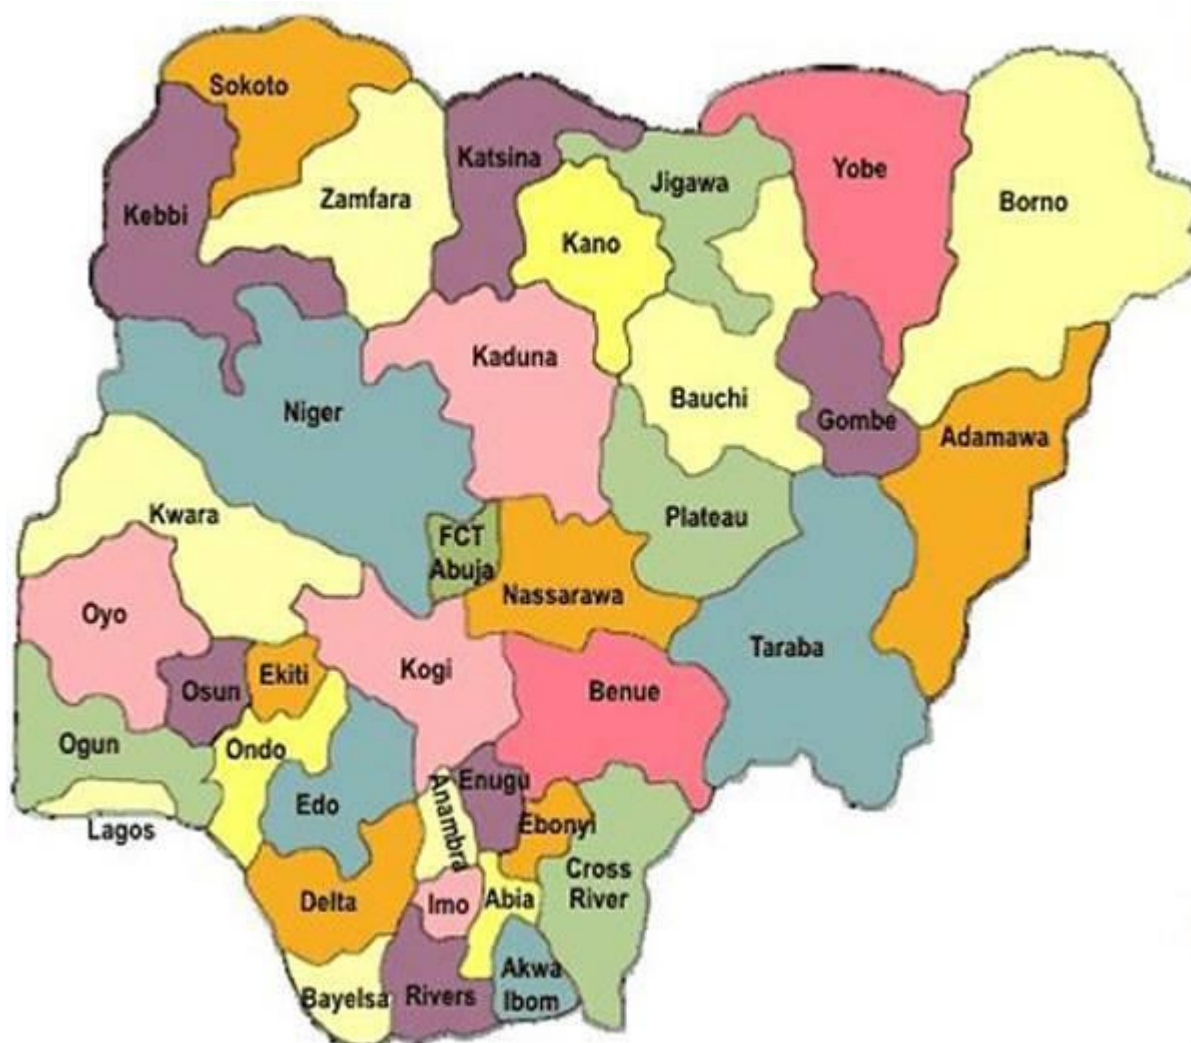 Sokoto
Katsina
Yobe
Jigawa
Zamfara
Borno
Kebbi
Kano
Kaduna
Bauchi
Niger
Gombe
Adamawa
Kwara
Plateau
FCT
Abuja
Nassarawa
Oyo
Taraba
Kogi
Ekiti
Osun
Benue
Ogun
Ondo
Enugu
Edo
Anambra
Ebonyi
Lagos
Cross
River
Delta
Imo
Abia
Akwa
Ibom
Bayelsa
Rivers